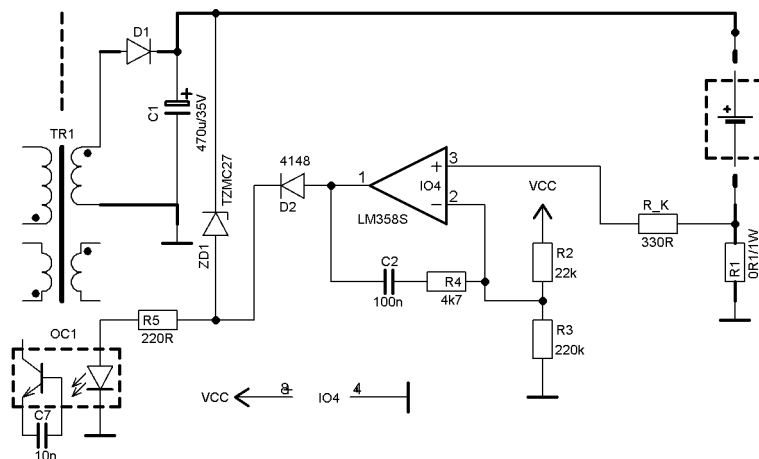 D1
+
C1
470u/35V
TR1
TZMC27
ZD1
4148
D2
1
+
3
IO4
2
−
LM358S
VCC
R_K
330R
+
R1
0R1/1W
R2
22k
C2
100n
R4
4k7
R3
220k
R5
220R
OC1
C7
10n
VCC
8
IO4
4